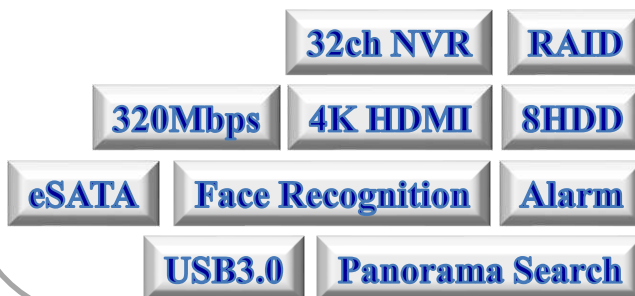 32ch NVR RAID
320Mbps 4K HDMI 8HDD
eSATA Face Recognition Alarm
USB3.0 Panorama Search